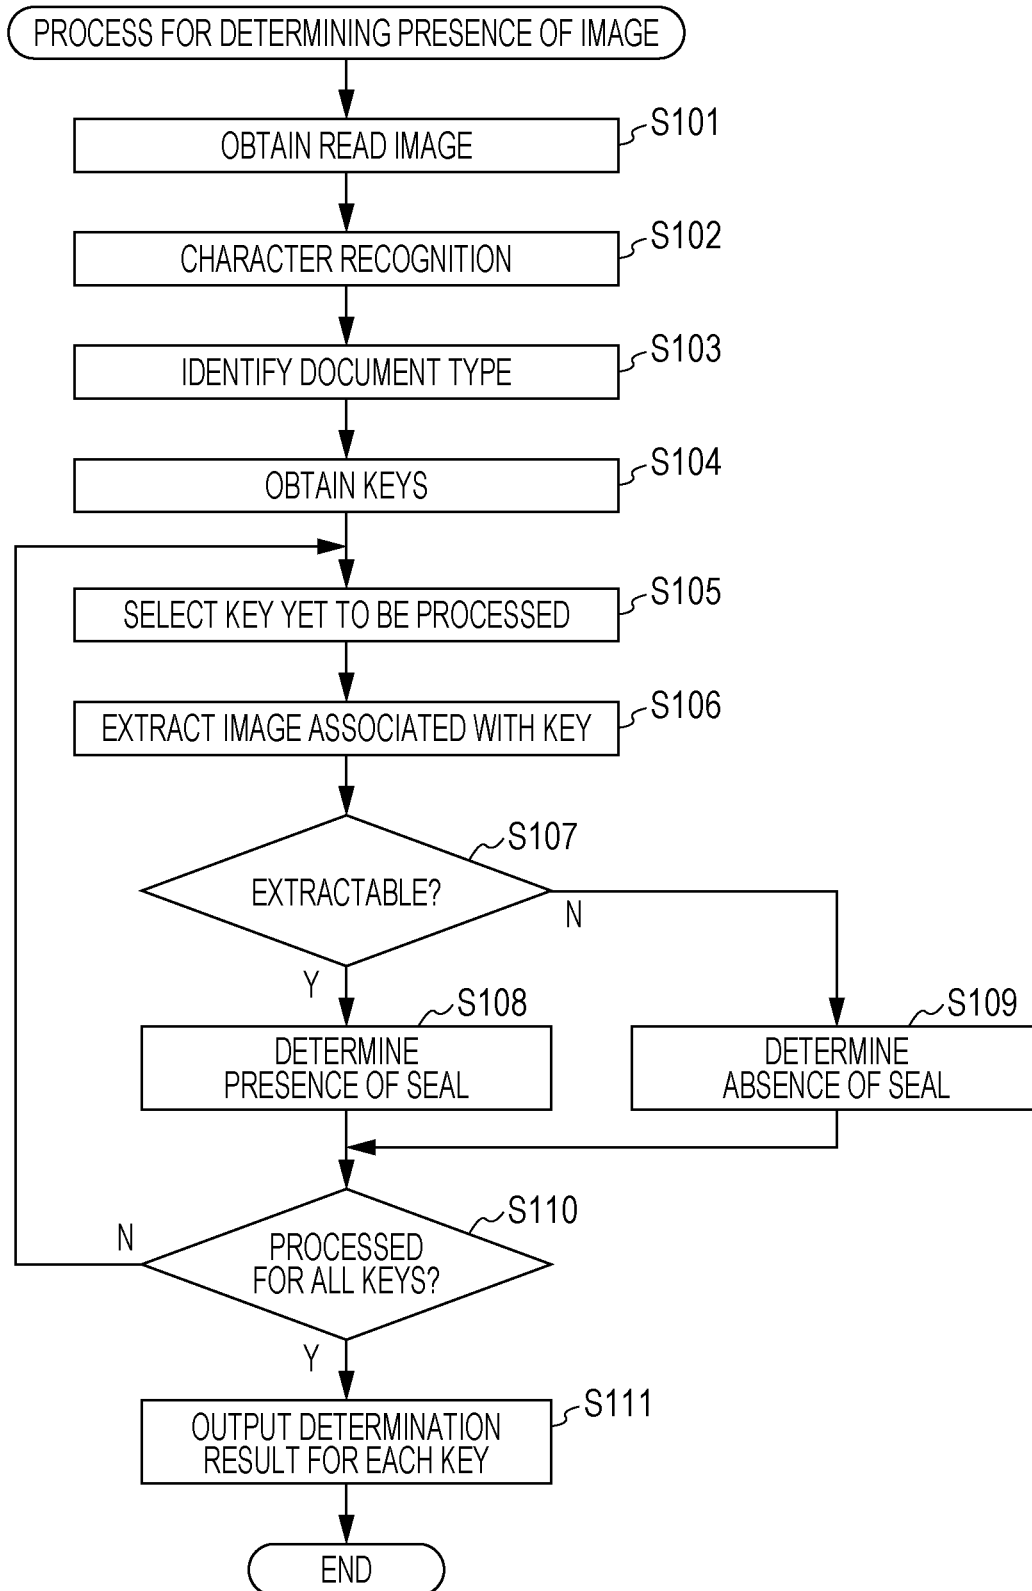 PROCESS FOR DETERMINING PRESENCE OF IMAGE
S101
OBTAIN READ IMAGE
S102
CHARACTER RECOGNITION
S103
IDENTIFY DOCUMENT TYPE
S104
OBTAIN KEYS
S105
SELECT KEY YET TO BE PROCESSED
S106
EXTRACT IMAGE ASSOCIATED WITH KEY
S107
EXTRACTABLE?
N
Y
S108
DETERMINE
PRESENCE OF SEAL
S109
DETERMINE
ABSENCE OF SEAL
S110
PROCESSED
FOR ALL KEYS?
N
Y
S111
OUTPUT DETERMINATION
RESULT FOR EACH KEY
END